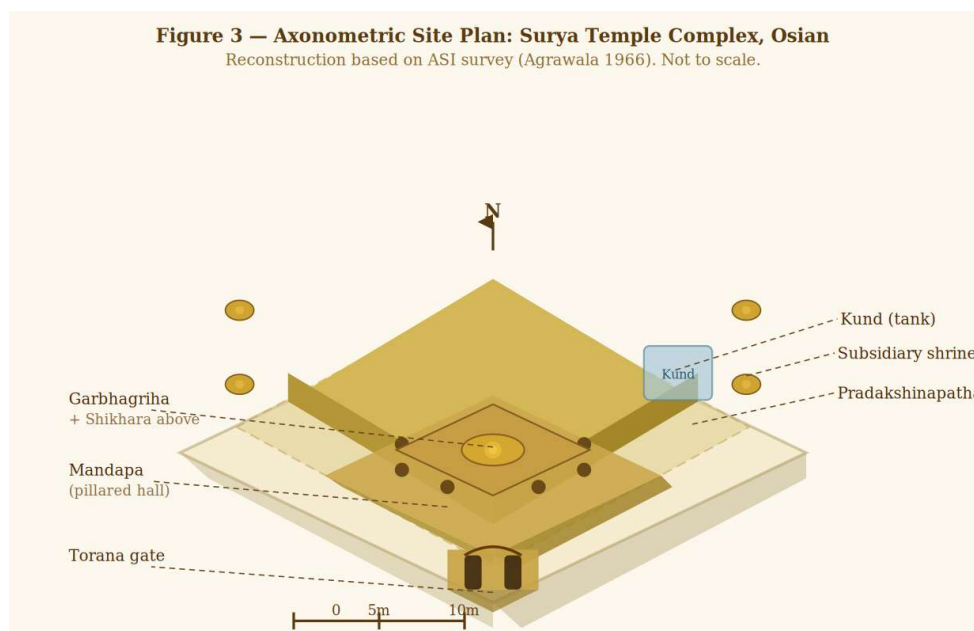 Figure 3 — Axonometric Site Plan: Surya Temple Complex, Osian
Reconstruction based on ASI survey (Agrawala 1966). Not to scale.
N
Kund (tank)
Kund
Subsidiary shrine
Pradakshinapatha
Garbhagriha
+ Shikhara above
Mandapa
(pillared hall)
Torana gate
0 5m 10m